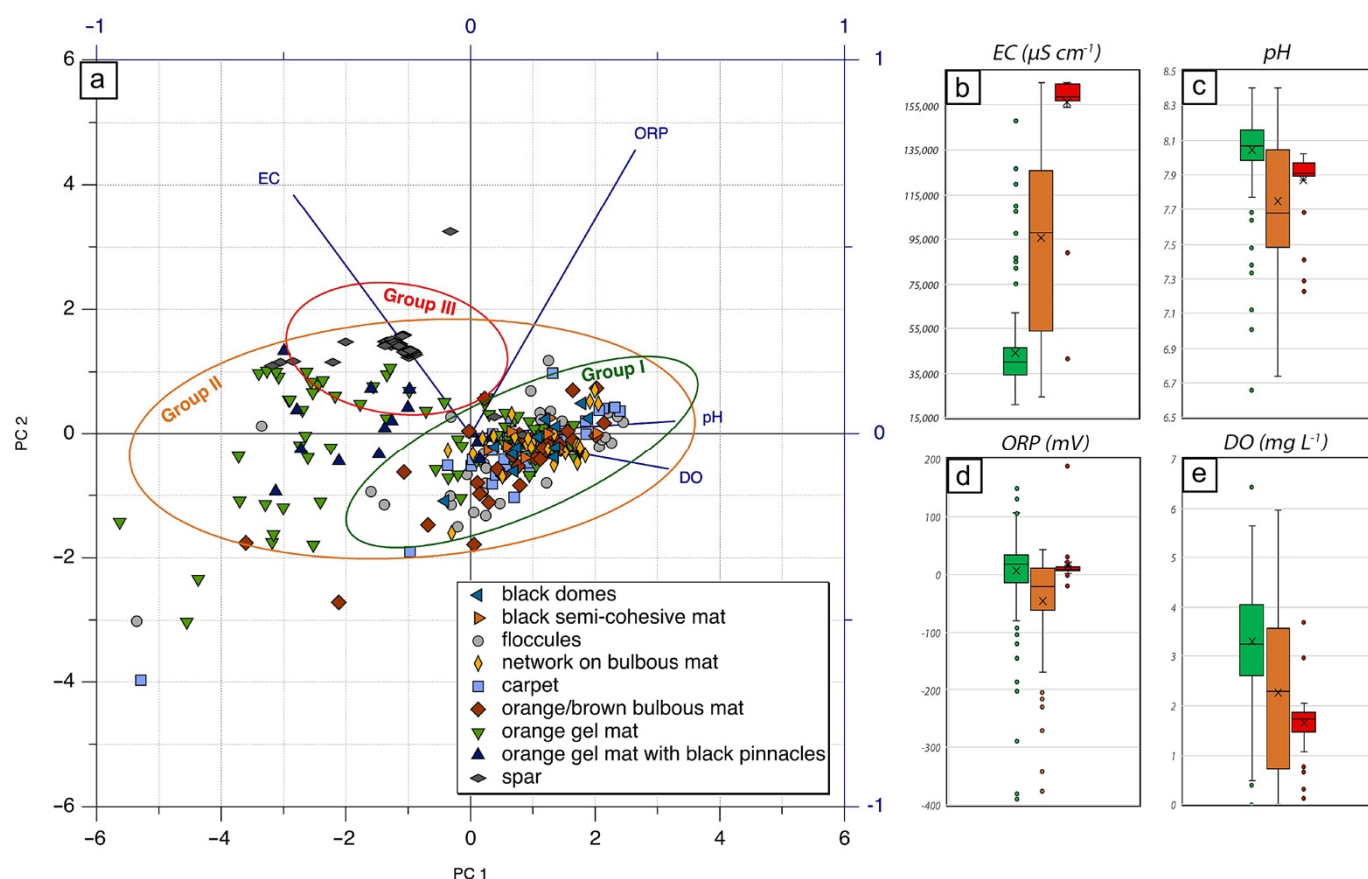 −1 0 1
6 1
a
ORP
EC
4
2
Group III
Group I
Group II
pH
0 0
DO
PC 2
−2
−4
−6 -1
black domes
black semi-cohesive mat
floccules
network on bulbous mat
carpet
orange/brown bulbous mat
orange gel mat
orange gel mat with black pinnacles
spar
−6 −4 −2 0 2 4 6
PC 1
EC (µS cm⁻¹)
b
155,000
135,000
115,000
95,000
75,000
55,000
35,000
15,000
pH
c
8.5
8.3
8.1
7.9
7.7
7.5
7.3
7.1
6.9
6.7
6.5
ORP (mV)
d
200
100
0
-100
-200
-300
-400
DO (mg L⁻¹)
e
7
6
5
4
3
2
1
0